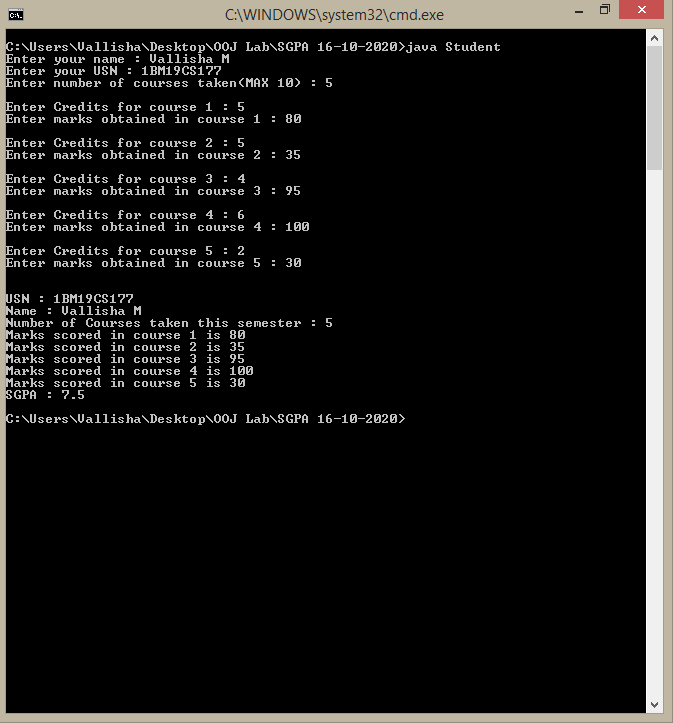 C:\WINDOWS\system32\cmd.exe
C:\Users\Vallisha\Desktop\OOJ Lab\SGPA 16-10-2020>java Student
Enter your name : Vallisha M
Enter your USN : 1BM19CS177
Enter number of courses taken(MAX 10) : 5
Enter Credits for course 1 : 5
Enter marks obtained in course 1 : 80
Enter Credits for course 2 : 5
Enter marks obtained in course 2 : 35
Enter Credits for course 3 : 4
Enter marks obtained in course 3 : 95
Enter Credits for course 4 : 6
Enter marks obtained in course 4 : 100
Enter Credits for course 5 : 2
Enter marks obtained in course 5 : 30
USN : 1BM19CS177
Name : Vallisha M
Number of Courses taken this semester : 5
Marks scored in course 1 is 80
Marks scored in course 2 is 35
Marks scored in course 3 is 95
Marks scored in course 4 is 100
Marks scored in course 5 is 30
SGPA : 7.5
C:\Users\Vallisha\Desktop\OOJ Lab\SGPA 16-10-2020>